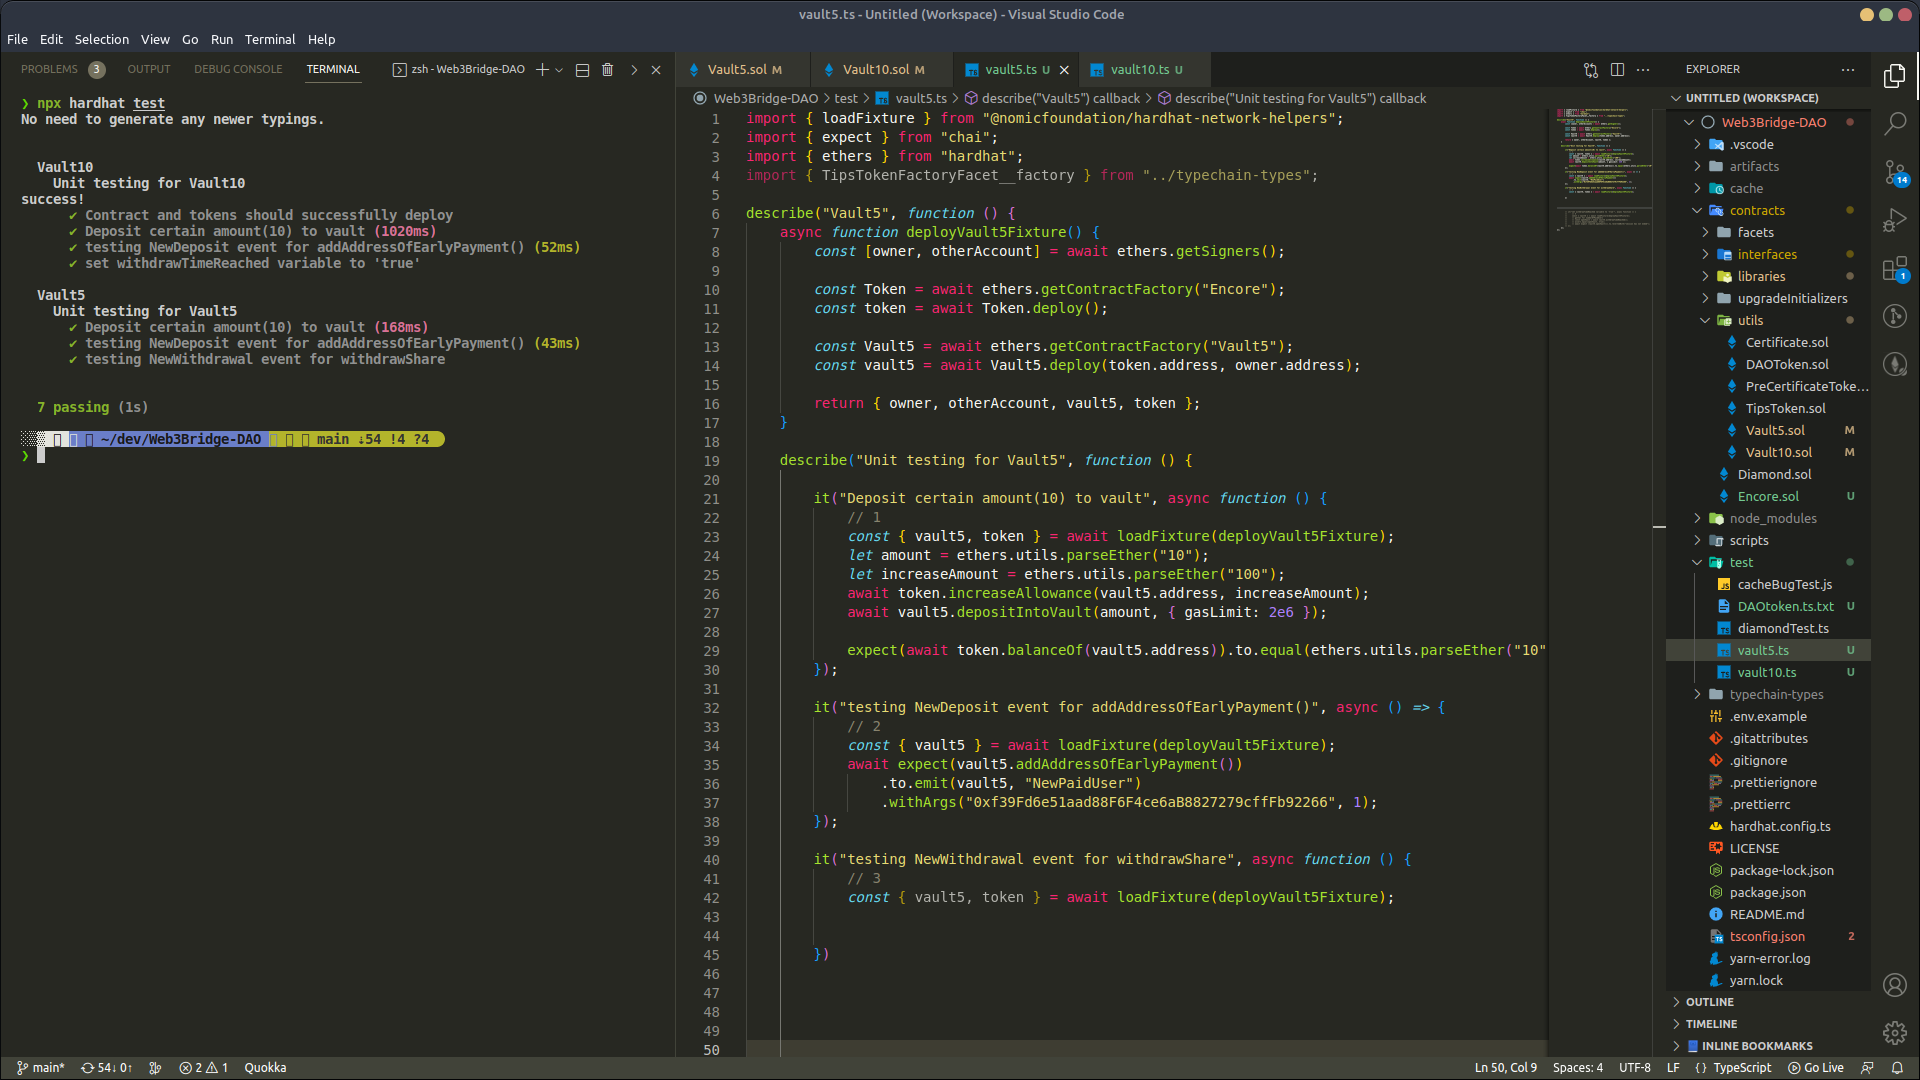 vault5.ts - Untitled (Workspace) - Visual Studio Code
File Edit Selection View Go Run Terminal Help
PROBLEMS 3 OUTPUT DEBUG CONSOLE TERMINAL zsh - Web3Bridge-DAO
❯ npx hardhat test
No need to generate any newer typings.
Vault10
Unit testing for Vault10
success!
✔ Contract and tokens should successfully deploy
✔ Deposit certain amount(10) to vault (1020ms)
✔ testing NewDeposit event for addAddressOfEarlyPayment() (52ms)
✔ set withdrawTimeReached variable to 'true'
Vault5
Unit testing for Vault5
✔ Deposit certain amount(10) to vault (168ms)
✔ testing NewDeposit event for addAddressOfEarlyPayment() (43ms)
✔ testing NewWithdrawal event for withdrawShare
7 passing (1s)
~/dev/Web3Bridge-DAO main ⇣54 !4 ?4
❯
Vault5.sol M Vault10.sol M vault5.ts U vault10.ts U
Web3Bridge-DAO > test > vault5.ts > describe("Vault5") callback > describe("Unit testing for Vault5") callback
1 import { loadFixture } from "@nomicfoundation/hardhat-network-helpers";
2 import { expect } from "chai";
3 import { ethers } from "hardhat";
4 import { TipsTokenFactoryFacet__factory } from "../typechain-types";
5
6 describe("Vault5", function () {
7 async function deployVault5Fixture() {
8 const [owner, otherAccount] = await ethers.getSigners();
9
10 const Token = await ethers.getContractFactory("Encore");
11 const token = await Token.deploy();
12
13 const Vault5 = await ethers.getContractFactory("Vault5");
14 const vault5 = await Vault5.deploy(token.address, owner.address);
15
16 return { owner, otherAccount, vault5, token };
17 }
18
19 describe("Unit testing for Vault5", function () {
20
21 it("Deposit certain amount(10) to vault", async function () {
22 // 1
23 const { vault5, token } = await loadFixture(deployVault5Fixture);
24 let amount = ethers.utils.parseEther("10");
25 let increaseAmount = ethers.utils.parseEther("100");
26 await token.increaseAllowance(vault5.address, increaseAmount);
27 await vault5.depositIntoVault(amount, { gasLimit: 2e6 });
28
29 expect(await token.balanceOf(vault5.address)).to.equal(ethers.utils.parseEther("10"
30 });
31
32 it("testing NewDeposit event for addAddressOfEarlyPayment()", async () => {
33 // 2
34 const { vault5 } = await loadFixture(deployVault5Fixture);
35 await expect(vault5.addAddressOfEarlyPayment())
36 .to.emit(vault5, "NewPaidUser")
37 .withArgs("0xf39Fd6e51aad88F6F4ce6aB8827279cffFb92266", 1);
38 });
39
40 it("testing NewWithdrawal event for withdrawShare", async function () {
41 // 3
42 const { vault5, token } = await loadFixture(deployVault5Fixture);
43
44
45 })
46
47
48
49
50
EXPLORER
UNTITLED (WORKSPACE)
Web3Bridge-DAO
.vscode
artifacts
cache
contracts
facets
interfaces
libraries
upgradeInitializers
utils
Certificate.sol
DAOToken.sol
PreCertificateToke...
TipsToken.sol
Vault5.sol M
Vault10.sol M
Diamond.sol
Encore.sol U
node_modules
scripts
test
cacheBugTest.js
DAOtoken.ts.txt U
diamondTest.ts
vault5.ts U
vault10.ts U
typechain-types
.env.example
.gitattributes
.gitignore
.prettierignore
.prettierrc
hardhat.config.ts
LICENSE
package-lock.json
package.json
README.md
tsconfig.json 2
yarn-error.log
yarn.lock
OUTLINE
TIMELINE
INLINE BOOKMARKS
14
1
main* 54↓ 0↑ 2 1 Quokka
Ln 50, Col 9 Spaces: 4 UTF-8 LF { } TypeScript Go Live